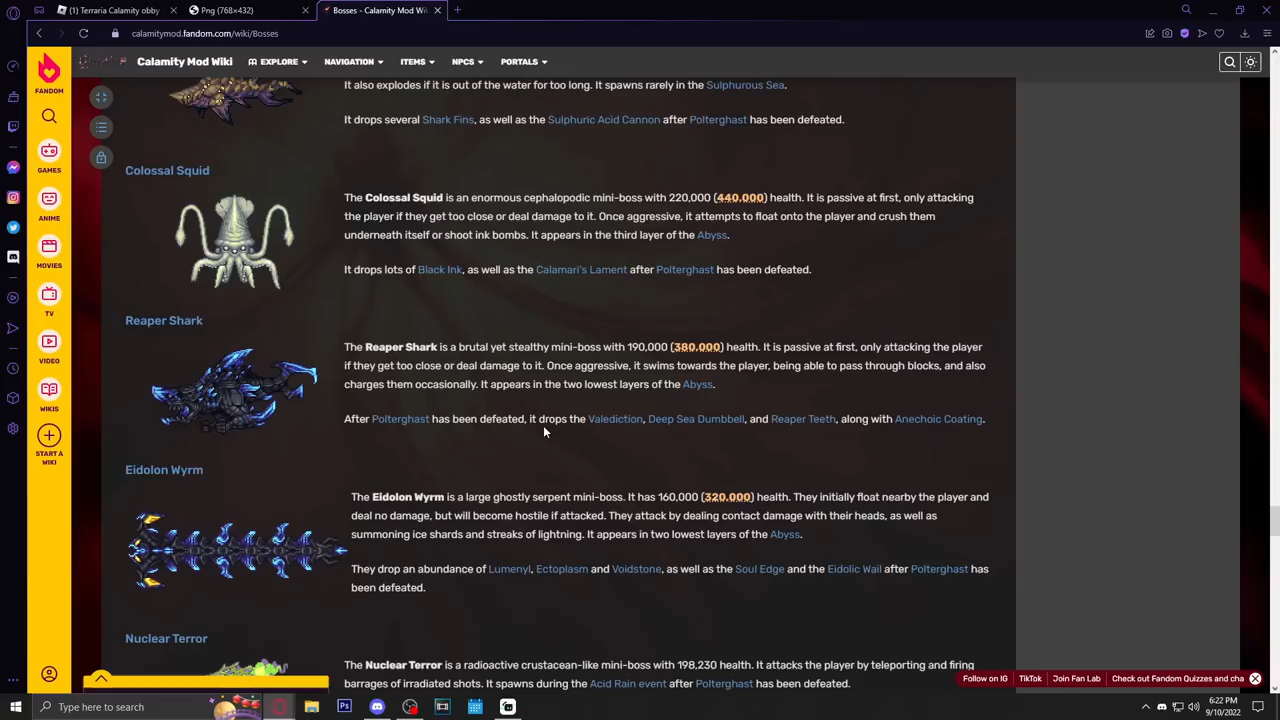 (1) Terraria Calamity obby
Png (768×432)
Bosses - Calamity Mod Wi
calamitymod.fandom.com/wiki/Bosses
Calamity Mod Wiki
EXPLORE
NAVIGATION
ITEMS
NPCS
PORTALS
FANDOM
GAMES
ANIME
MOVIES
TV
VIDEO
WIKIS
START A
WIKI
It also explodes if it is out of the water for too long. It spawns rarely in the Sulphurous Sea.
It drops several Shark Fins, as well as the Sulphuric Acid Cannon after Polterghast has been defeated.
Colossal Squid
The Colossal Squid is an enormous cephalopodic mini-boss with 220,000 (440,000) health. It is passive at first, only attacking
the player if they get too close or deal damage to it. Once aggressive, it attempts to float onto the player and crush them
underneath itself or shoot ink bombs. It appears in the third layer of the Abyss.
It drops lots of Black Ink, as well as the Calamari's Lament after Polterghast has been defeated.
Reaper Shark
The Reaper Shark is a brutal yet stealthy mini-boss with 190,000 (380,000) health. It is passive at first, only attacking the player
if they get too close or deal damage to it. Once aggressive, it swims towards the player, being able to pass through blocks, and also
charges them occasionally. It appears in the two lowest layers of the Abyss.
After Polterghast has been defeated, it drops the Valediction, Deep Sea Dumbbell, and Reaper Teeth, along with Anechoic Coating.
Eidolon Wyrm
The Eidolon Wyrm is a large ghostly serpent mini-boss. It has 160,000 (320,000) health. They initially float nearby the player and
deal no damage, but will become hostile if attacked. They attack by dealing contact damage with their heads, as well as
summoning ice shards and streaks of lightning. It appears in two lowest layers of the Abyss.
They drop an abundance of Lumenyl, Ectoplasm and Voidstone, as well as the Soul Edge and the Eidolic Wail after Polterghast has
been defeated.
Nuclear Terror
The Nuclear Terror is a radioactive crustacean-like mini-boss with 198,230 health. It attacks the player by teleporting and firing
barrages of irradiated shots. It spawns during the Acid Rain event after Polterghast has been defeated.
Follow on IG
TikTok
Join Fan Lab
Check out Fandom Quizzes and cha
Type here to search
6:22 PM
9/10/2022